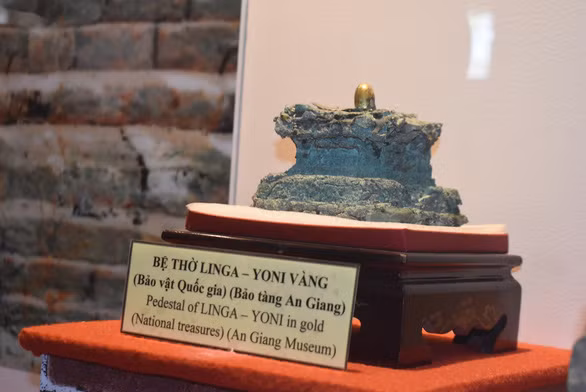 BỆ THỜ LINGA – YONI VÀNG
(Bảo vật Quốc gia) (Bảo tàng An Giang)
Pedestal of LINGA – YONI in gold
(National treasures) (An Giang Museum)